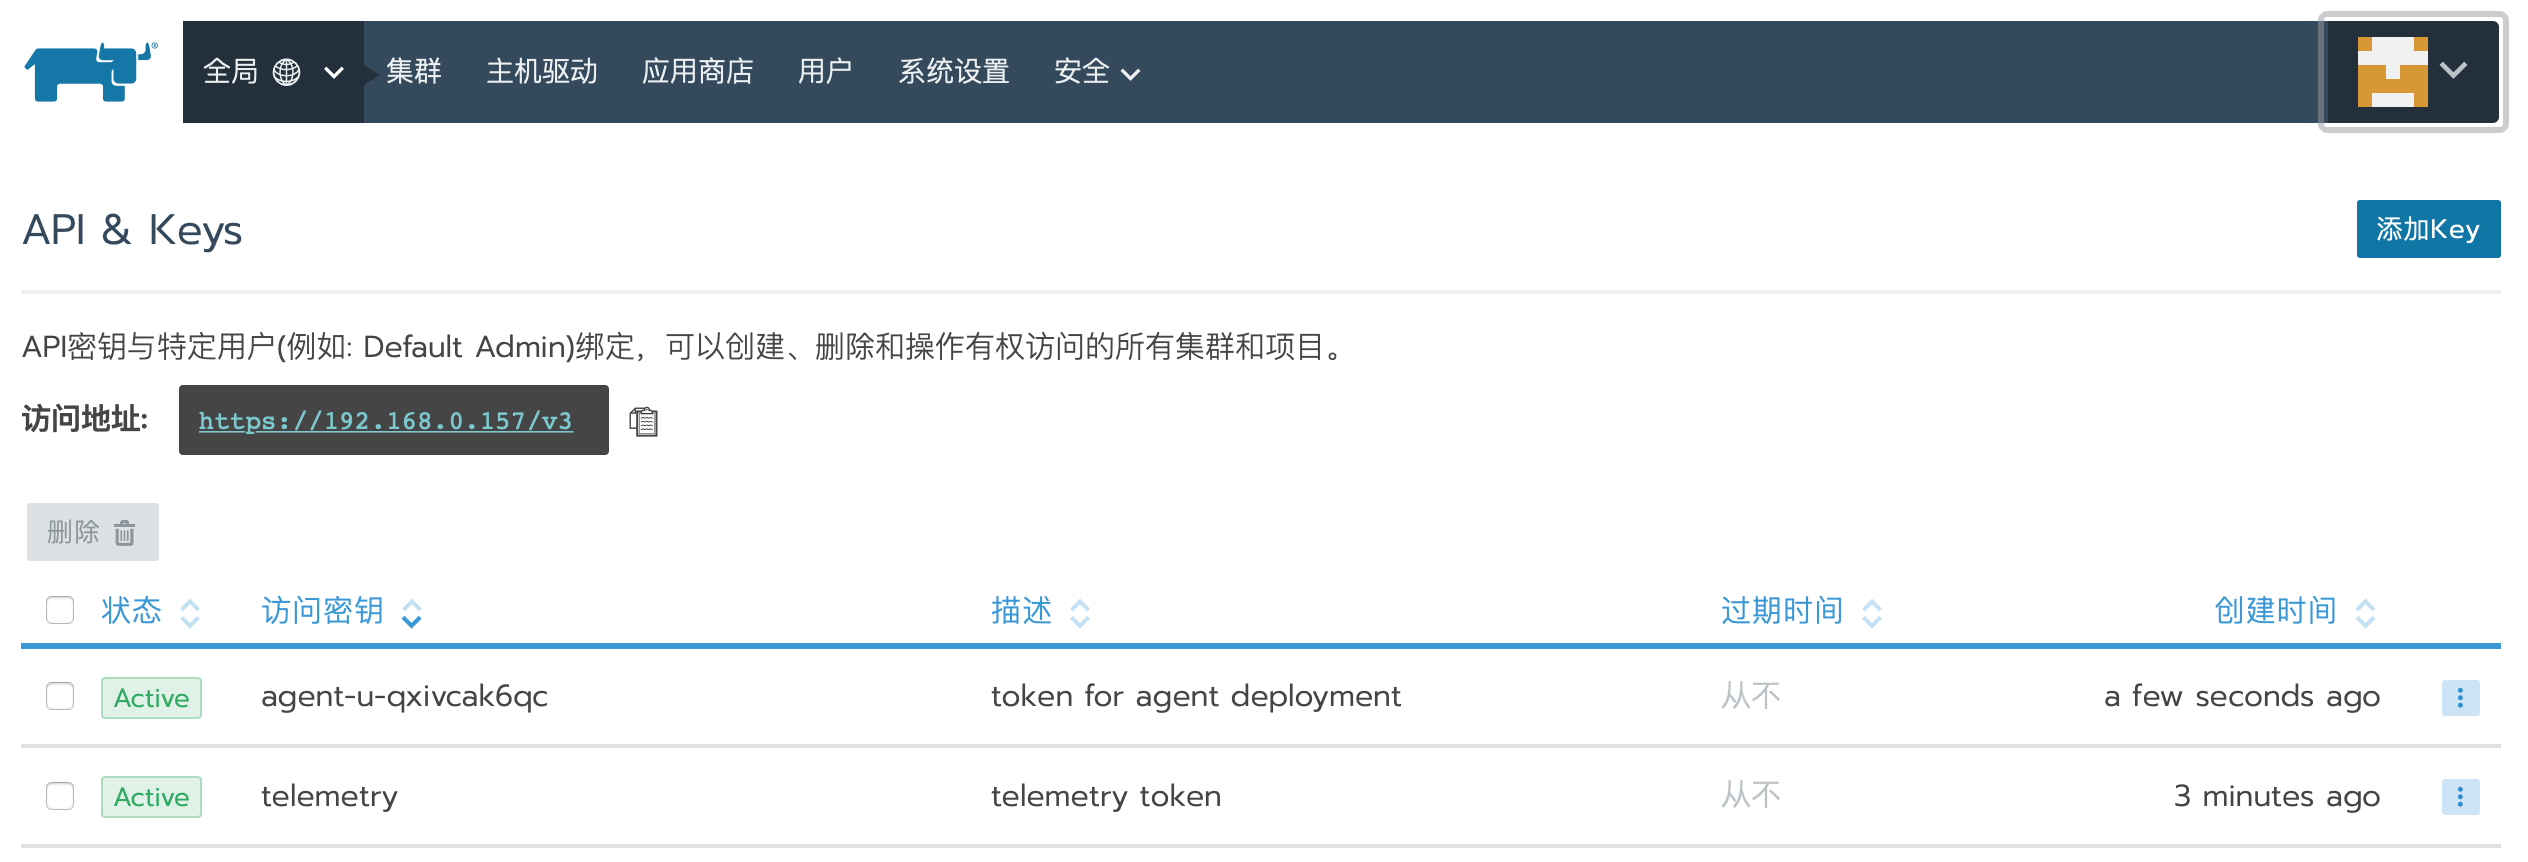 全局 集群 主机驱动 应用商店 用户 系统设置 安全
API & Keys
添加Key
API密钥与特定用户(例如: Default Admin)绑定，可以创建、删除和操作有权访问的所有集群和项目。
访问地址: https://192.168.0.157/v3
删除
状态 访问密钥 描述 过期时间 创建时间
Active agent-u-qxivcak6qc token for agent deployment 从不 a few seconds ago
Active telemetry telemetry token 从不 3 minutes ago